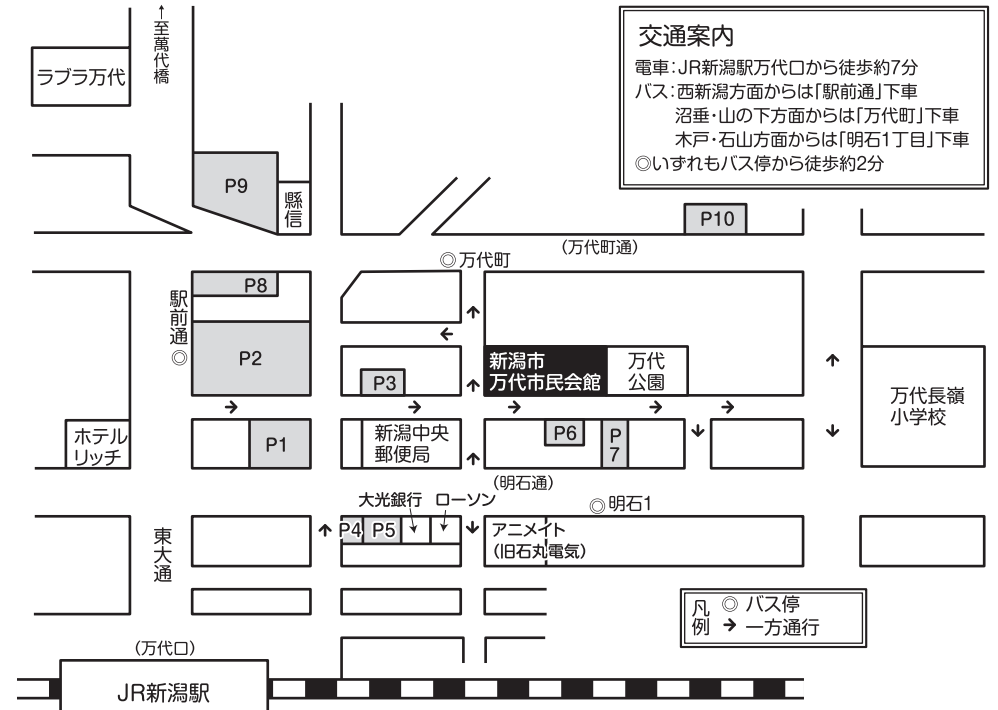 ↑至萬代橋
ラブラ万代
交通案内
電車：JR新潟駅万代口から徒歩約7分
バス：西新潟方面からは「駅前通」下車
沼垂・山の下方面からは「万代町」下車
木戸・石山方面からは「明石1丁目」下車
◎いずれもバス停から徒歩約2分
P9
縣信
P10
(万代町通)
◎万代町
P8
駅前通◎
P2
P3
新潟市
万代市民会館
万代
公園
万代長嶺
小学校
ホテル
リッチ
P1
新潟中央
郵便局
P6
P7
(明石通)
大光銀行
ローソン
◎明石1
東大通
P4
P5
アニメイト
(旧石丸電気)
凡例
◎ バス停
→ 一方通行
(万代口)
JR新潟駅